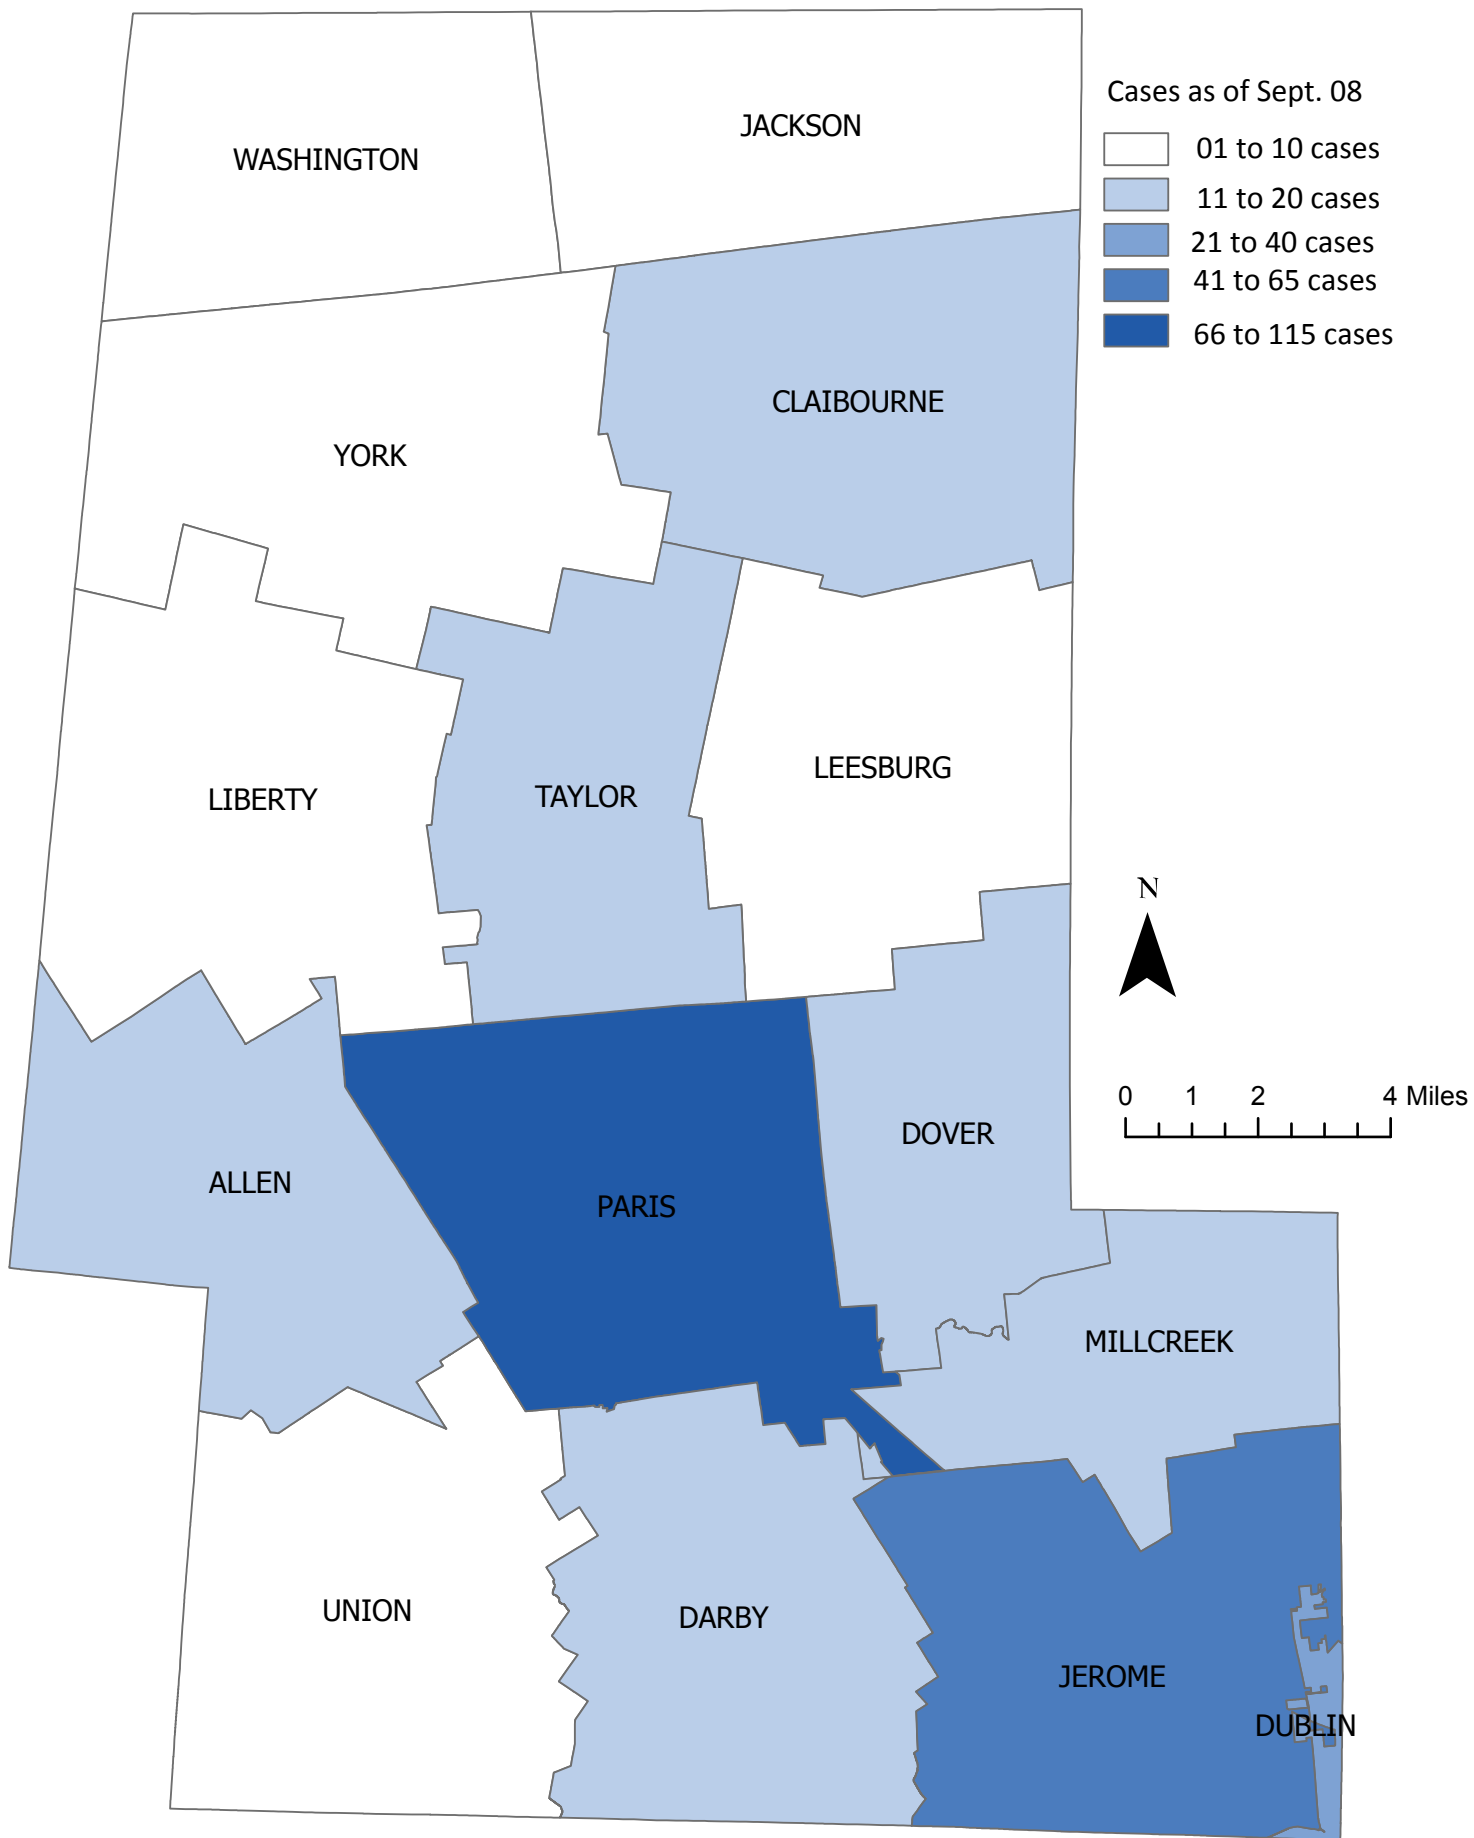 WASHINGTON
JACKSON
Cases as of Sept. 08
01 to 10 cases
11 to 20 cases
21 to 40 cases
41 to 65 cases
66 to 115 cases
CLAIBOURNE
YORK
LEESBURG
LIBERTY
TAYLOR
N
0 1 2 4 Miles
DOVER
ALLEN
PARIS
MILLCREEK
UNION
DARBY
JEROME
DUBLIN